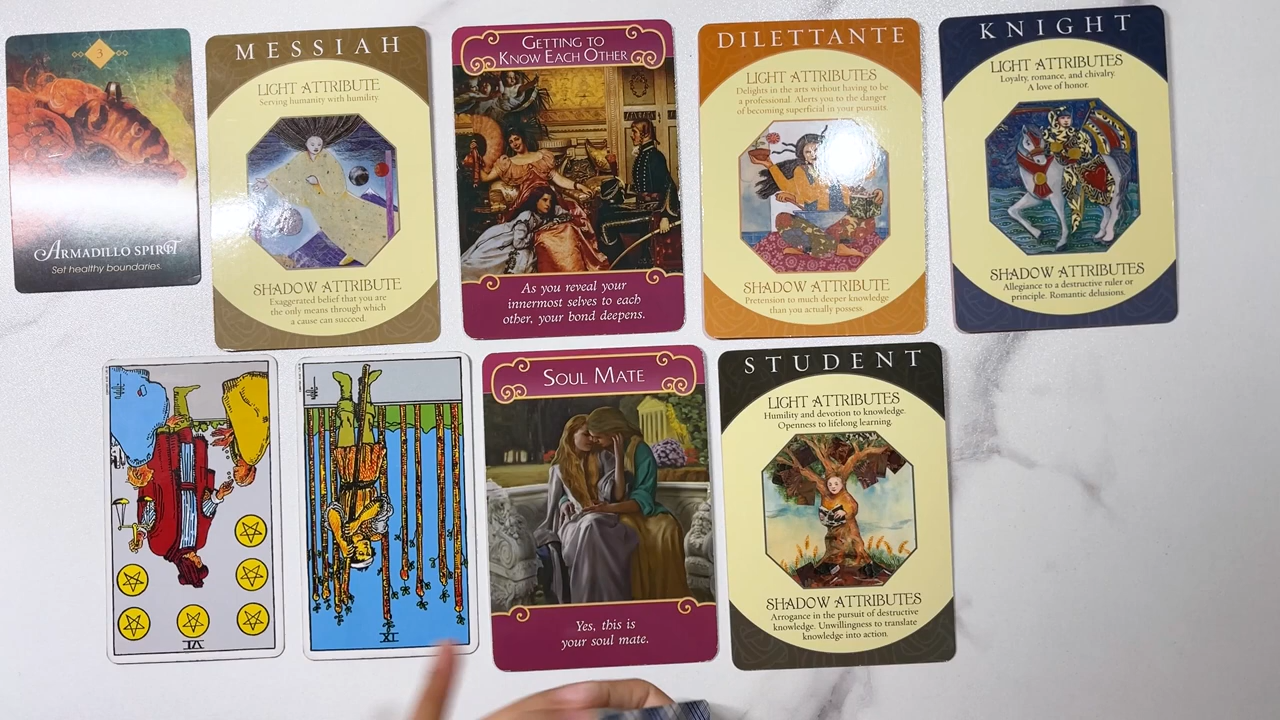 3
ARMADILLO SPIRIT
Set healthy boundaries.
MESSIAH
LIGHT ATTRIBUTE
Serving humanity with humility.
SHADOW ATTRIBUTE
Exaggerated belief that you are
the only means through which
a cause can succeed.
GETTING TO
KNOW EACH OTHER
As you reveal your
innermost selves to each
other, your bond deepens.
DILETTANTE
LIGHT ATTRIBUTES
Delights in the arts without having to be
a professional. Alerts you to the danger
of becoming superficial in your pursuits.
SHADOW ATTRIBUTE
Pretension to much deeper knowledge
than you actually possess.
KNIGHT
LIGHT ATTRIBUTES
Loyalty, romance, and chivalry.
A love of honor.
SHADOW ATTRIBUTES
Allegiance to a destructive ruler or
principle. Romantic delusions.
VI
IX
SOUL MATE
Yes, this is
your soul mate.
STUDENT
LIGHT ATTRIBUTES
Humility and devotion to knowledge.
Openness to lifelong learning.
SHADOW ATTRIBUTES
Arrogance in the pursuit of destructive
knowledge. Unwillingness to translate
knowledge into action.